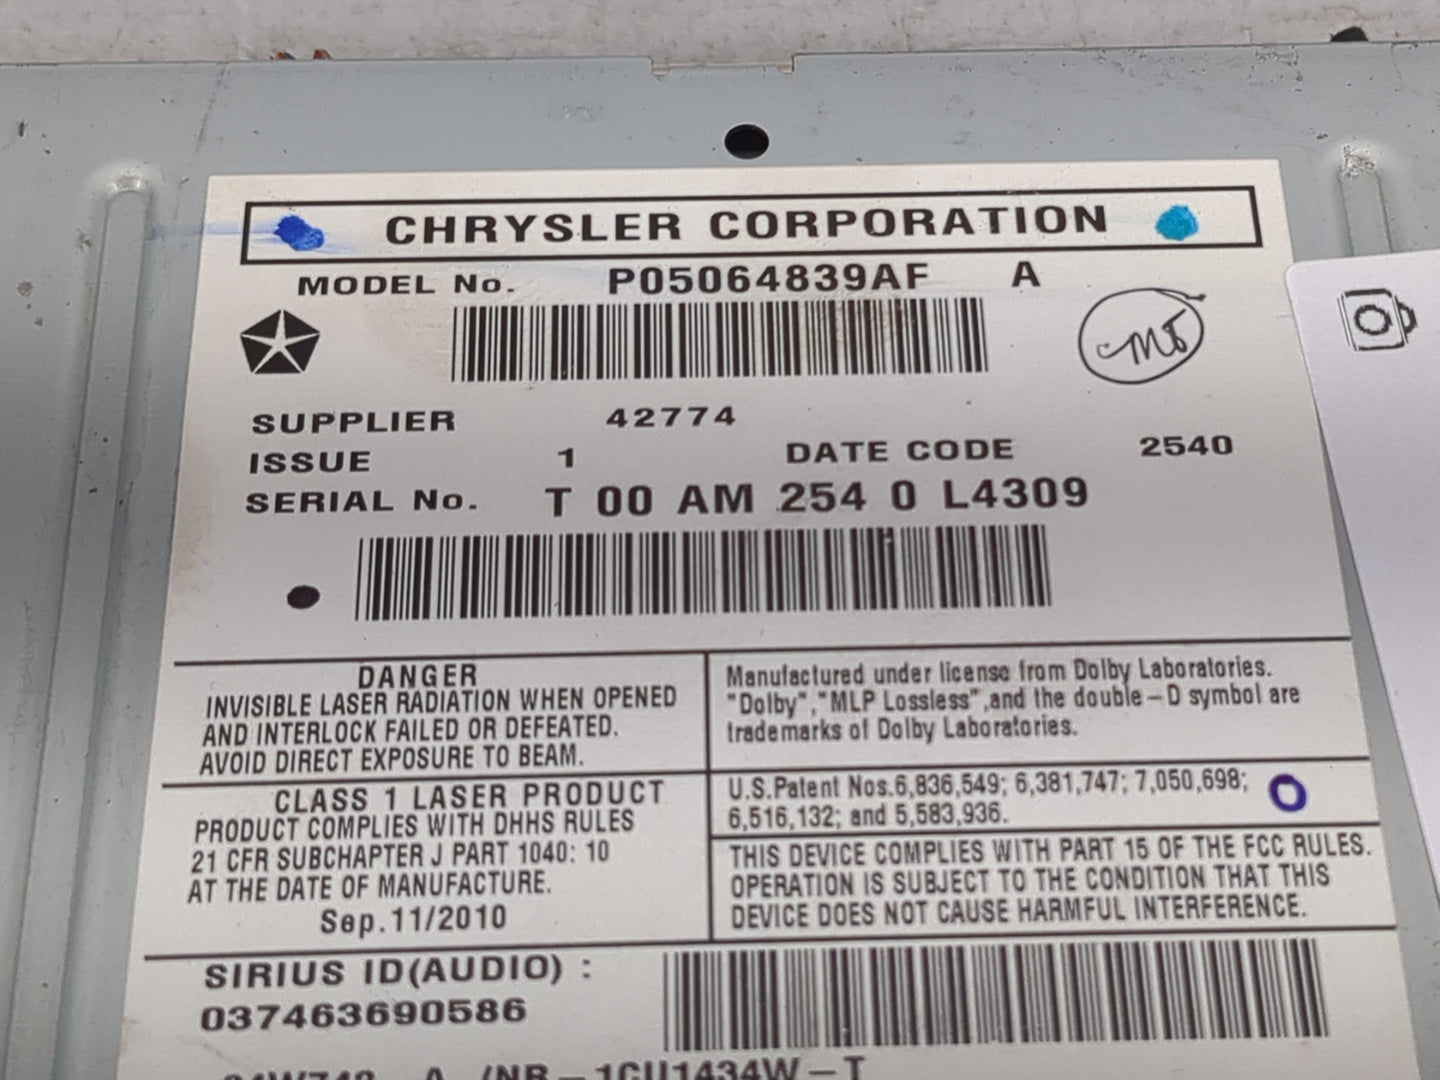 CHRYSLER CORPORATION
MODEL No. P05064839AF A
SUPPLIER 42774
ISSUE 1 DATE CODE 2540
SERIAL No. T 00 AM 254 0 L4309
DANGER
INVISIBLE LASER RADIATION WHEN OPENED
AND INTERLOCK FAILED OR DEFEATED.
AVOID DIRECT EXPOSURE TO BEAM.
Manufactured under license from Dolby Laboratories.
"Dolby","MLP Lossless",and the double-D symbol are
trademarks of Dolby Laboratories.
CLASS 1 LASER PRODUCT
PRODUCT COMPLIES WITH DHHS RULES
21 CFR SUBCHAPTER J PART 1040: 10
AT THE DATE OF MANUFACTURE.
Sep.11/2010
U.S.Patent Nos.6,836,549; 6,381,747; 7,050,698;
6,516,132; and 5,583,936.
THIS DEVICE COMPLIES WITH PART 15 OF THE FCC RULES.
OPERATION IS SUBJECT TO THE CONDITION THAT THIS
DEVICE DOES NOT CAUSE HARMFUL INTERFERENCE.
SIRIUS ID(AUDIO) :
037463690586
A /NR-1CU1434W-T